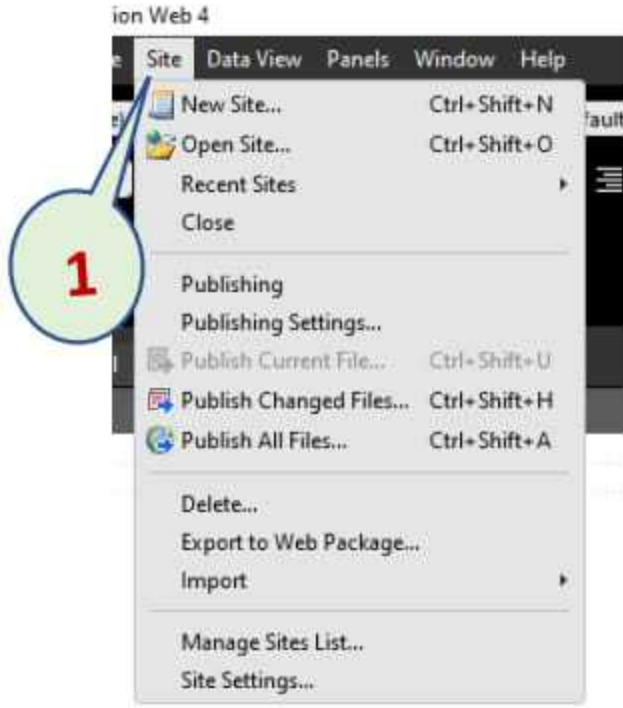 ion Web 4
Site Data View Panels Window Help
New Site... Ctrl+Shift+N
fault
Open Site... Ctrl+Shift+O
Recent Sites
Close
1
Publishing
Publishing Settings...
Publish Current File... Ctrl+Shift+U
Publish Changed Files... Ctrl+Shift+H
Publish All Files... Ctrl+Shift+A
Delete...
Export to Web Package...
Import
Manage Sites List...
Site Settings...